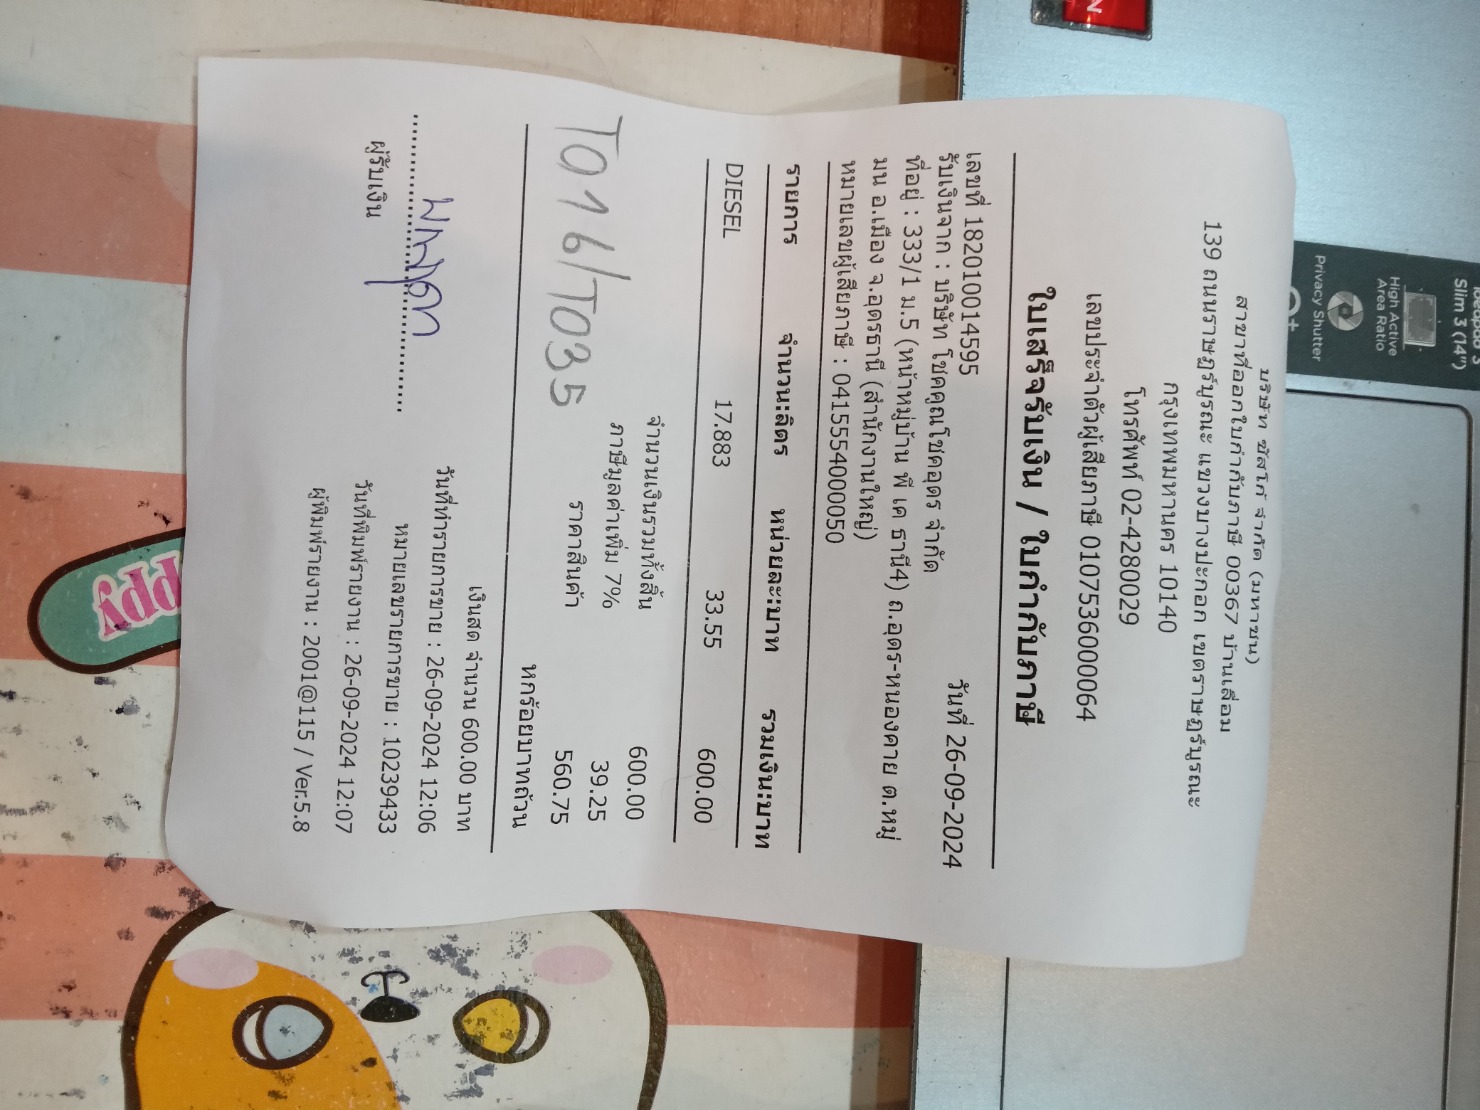 บริษัท ซัสโก้ จำกัด (มหาชน)
สาขาที่ออกใบกำกับภาษี 00367 บ้านเลื่อม
139 ถนนราษฎร์บูรณะ แขวงบางปะกอก เขตราษฎร์บูรณะ
กรุงเทพมหานคร 10140
โทรศัพท์ 02-4280029
เลขประจำตัวผู้เสียภาษี 0107536000064
ใบเสร็จรับเงิน / ใบกำกับภาษี
เลขที่ 1820100014595 วันที่ 26-09-2024
รับเงินจาก : บริษัท โชคคูณโชคอุดร จำกัด
ที่อยู่ : 333/1 ม.5 (หน้าหมู่บ้าน พี เค ธานี4) ถ.อุดร-หนองคาย ต.หมู
มน อ.เมือง จ.อุดรธานี (สำนักงานใหญ่)
หมายเลขผู้เสียภาษี : 0415554000050
รายการ จำนวน:ลิตร หน่วยละ:บาท รวมเงิน:บาท
DIESEL 17.883 33.55 600.00
จำนวนเงินรวมทั้งสิ้น 600.00
ภาษีมูลค่าเพิ่ม 7% 39.25
ราคาสินค้า 560.75
T016/T035
หกร้อยบาทถ้วน
เงินสด จำนวน 600.00 บาท
วันที่ทำรายการขาย : 26-09-2024 12:06
หมายเลขรายการขาย : 10239433
ผู้รับเงิน
วันที่พิมพ์รายงาน : 26-09-2024 12:07
ผู้พิมพ์รายงาน : 2001@115 / Ver.5.8
Slim 3 (14")
High Active
Area Ratio
Privacy Shutter
ppy
N